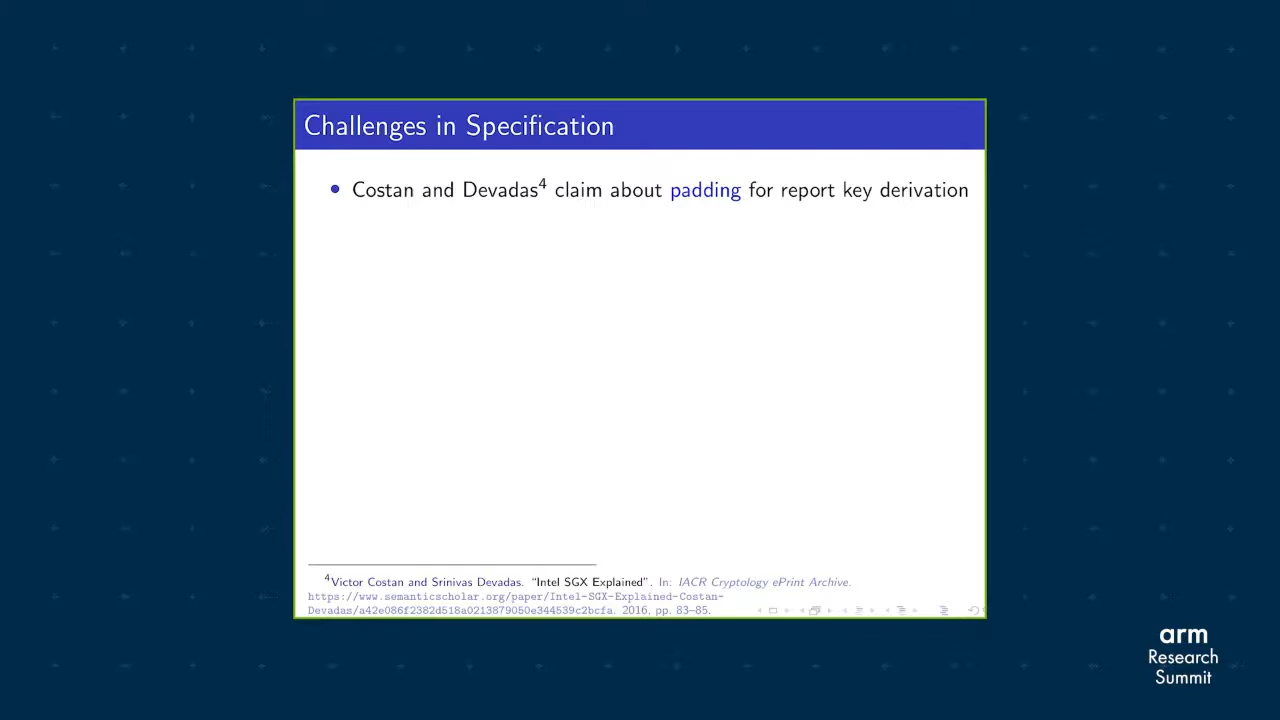 Challenges in Specification
• Costan and Devadas4 claim about padding for report key derivation
4Victor Costan and Srinivas Devadas. “Intel SGX Explained”. In: IACR Cryptology ePrint Archive.
https://www.semanticscholar.org/paper/Intel-SGX-Explained-Costan-
Devadas/a42e086f2382d518a0213879050e344539c2bcfa. 2016, pp. 83–85.
arm
Research
Summit